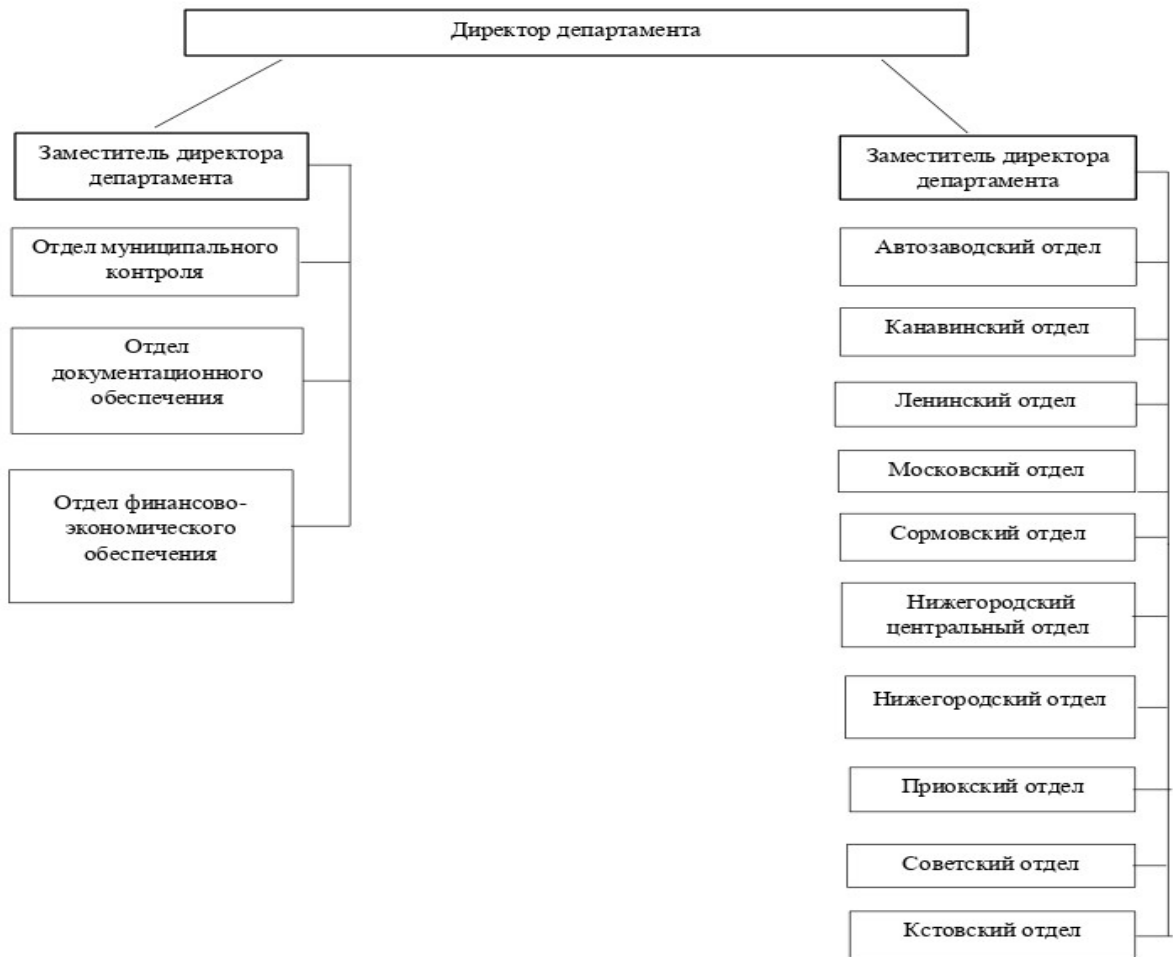 Директор департамента
Заместитель директора
департамента
Отдел муниципального
контроля
Отдел
документационного
обеспечения
Отдел финансово-
экономического
обеспечения
Заместитель директора
департамента
Автозаводский отдел
Канавинский отдел
Ленинский отдел
Московский отдел
Сормовский отдел
Нижегородский
центральный отдел
Нижегородский отдел
Приокский отдел
Советский отдел
Кстовский отдел